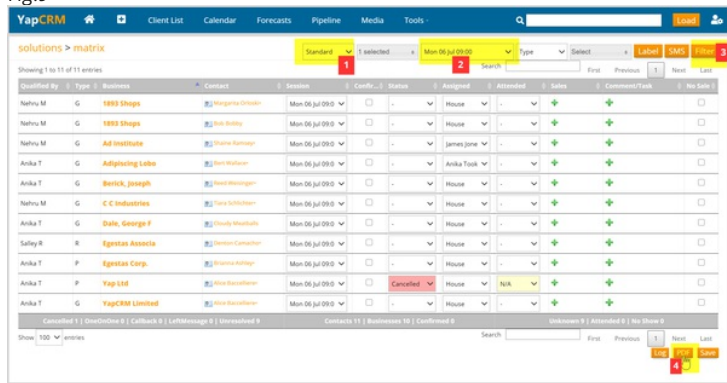 YapCRM Client List Calendar Forecasts Pipeline Media Tools Load
solutions > matrix Standard 1 selected Mon 06 Jul 09:00 Type Select Label SMS Filter
1 2 3
Showing 1 to 11 of 11 entries Search First Previous 1 Next Last
Qualified By Type Business Contact Session Confir... Status Assigned Attended Sales Comment/Task No Sale
Nehru M G 1893 Shops Mon 06 Jul 09:0 - House -
Nehru M G 1893 Shops Bob Bobby Mon 06 Jul 09:0 - House -
Nehru M G Ad Institute Mon 06 Jul 09:0 - James Jone -
Anika T G Adipiscing Lobo Mon 06 Jul 09:0 - Anika Took -
Anika T G Berick, Joseph Mon 06 Jul 09:0 - House -
Nehru M G C C Industries Mon 06 Jul 09:0 - House -
Anika T G Dale, George F Cloudy Meatballs Mon 06 Jul 09:0 - House -
Salley R R Egestas Associa Mon 06 Jul 09:0 - House -
Anika T P Egestas Corp. Mon 06 Jul 09:0 - House -
Anika T P Yap Ltd Mon 06 Jul 09:0 Cancelled House N/A
Anika T G YapCRM Limited Mon 06 Jul 09:0 - House -
Cancelled 1 | OneOnOne 0 | Callback 0 | LeftMessage 0 | Unresolved 9 Contacts 11 | Businesses 10 | Confirmed 0 Unknown 9 | Attended 0 | No Show 0
Show 100 entries Search First Previous 1 Next Last
Log PDF Save
4